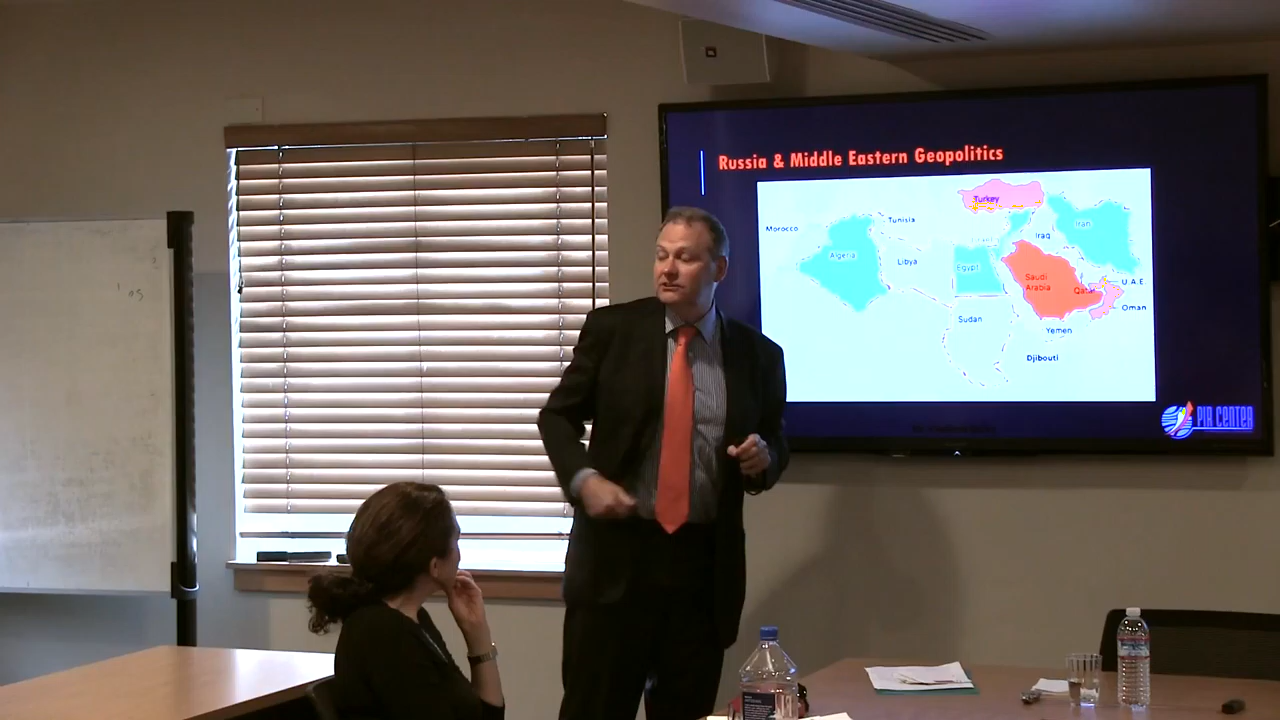 Russia & Middle Eastern Geopolitics
Turkey
Morocco
Tunisia
Iran
Iraq
Algeria
Libya
Egypt
Saudi
Arabia
Qatar
U.A.E.
Oman
Sudan
Yemen
Djibouti
PIR CENTER